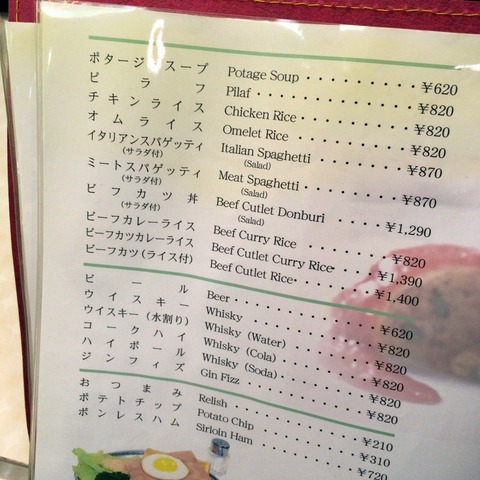 ポタージュスープ Potage Soup ・・・・・・・・・ ¥620
ピラフ Pilaf ・・・・・・・・・・・・・ ¥820
チキンライス Chicken Rice ・・・・・・・・・ ¥820
オムライス Omelet Rice ・・・・・・・・・ ¥820
イタリアンスパゲッティ Italian Spaghetti ・・・・・・・ ¥870
(サラダ付) (Salad)
ミートスパゲッティ Meat Spaghetti ・・・・・・・・ ¥870
(サラダ付) (Salad)
ビフカツ丼 Beef Cutlet Donburi ・・・・・ ¥1,290
(サラダ付) (Salad)
ビーフカレーライス Beef Curry Rice ・・・・・・・・ ¥820
ビーフカツカレーライス Beef Cutlet Curry Rice・・・・ ¥1,390
ビーフカツ(ライス付) Beef Cutlet Rice ・・・・・・・ ¥1,400
ビール Beer ・・・・・・・・・・・・・ ¥620
ウイスキー Whisky ・・・・・・・・・・・ ¥820
ウイスキー(水割り) Whisky (Water) ・・・・・・・・ ¥820
コークハイ Whisky (Cola) ・・・・・・・・ ¥820
ハイボール Whisky (Soda) ・・・・・・・・ ¥820
ジンフィズ Gin Fizz ・・・・・・・・・・・ ¥820
おつまみ Relish ・・・・・・・・・・・・ ¥210
ポテトチップ Potato Chip ・・・・・・・・・ ¥310
ボンレスハム Sirloin Ham ・・・・・・・・・ ¥720